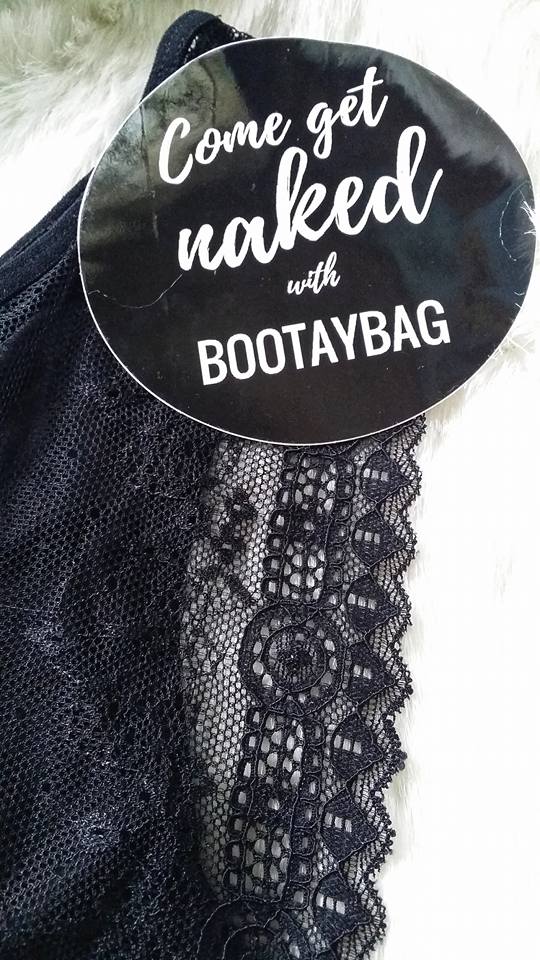 Come get
naked
with
BOOTAYBAG